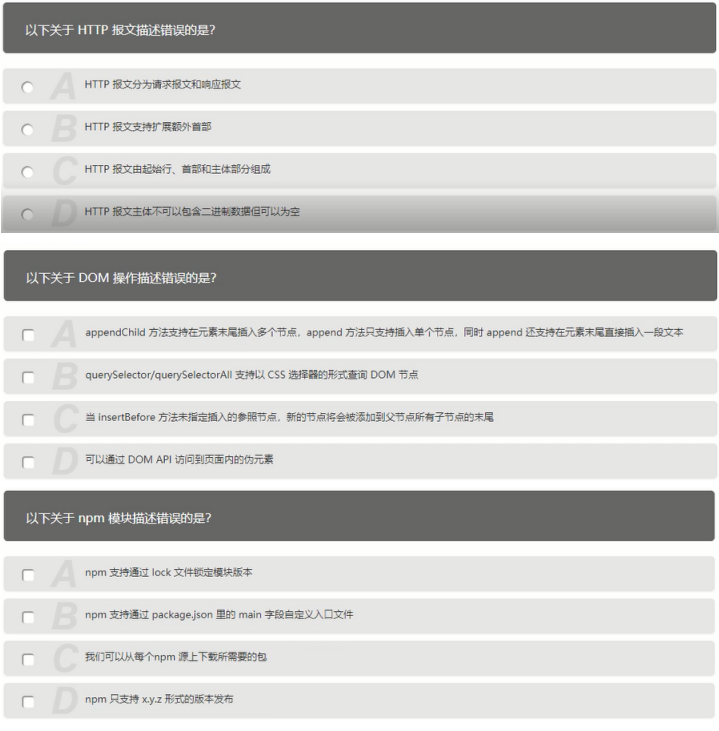 以下关于 HTTP 报文描述错误的是?
A HTTP 报文分为请求报文和响应报文
B HTTP 报文支持扩展额外首部
C HTTP 报文由起始行、首部和主体部分组成
D HTTP 报文主体不可以包含二进制数据但可以为空
以下关于 DOM 操作描述错误的是?
A appendChild 方法支持在元素末尾插入多个节点，append 方法只支持插入单个节点，同时 append 还支持在元素末尾直接插入一段文本
B querySelector/querySelectorAll 支持以 CSS 选择器的形式查询 DOM 节点
C 当 insertBefore 方法未指定插入的参照节点，新的节点将会被添加到父节点所有子节点的末尾
D 可以通过 DOM API 访问到页面内的伪元素
以下关于 npm 模块描述错误的是?
A npm 支持通过 lock 文件锁定模块版本
B npm 支持通过 package.json 里的 main 字段自定义入口文件
C 我们可以从每个npm 源上下载所需要的包
D npm 只支持 x.y.z 形式的版本发布